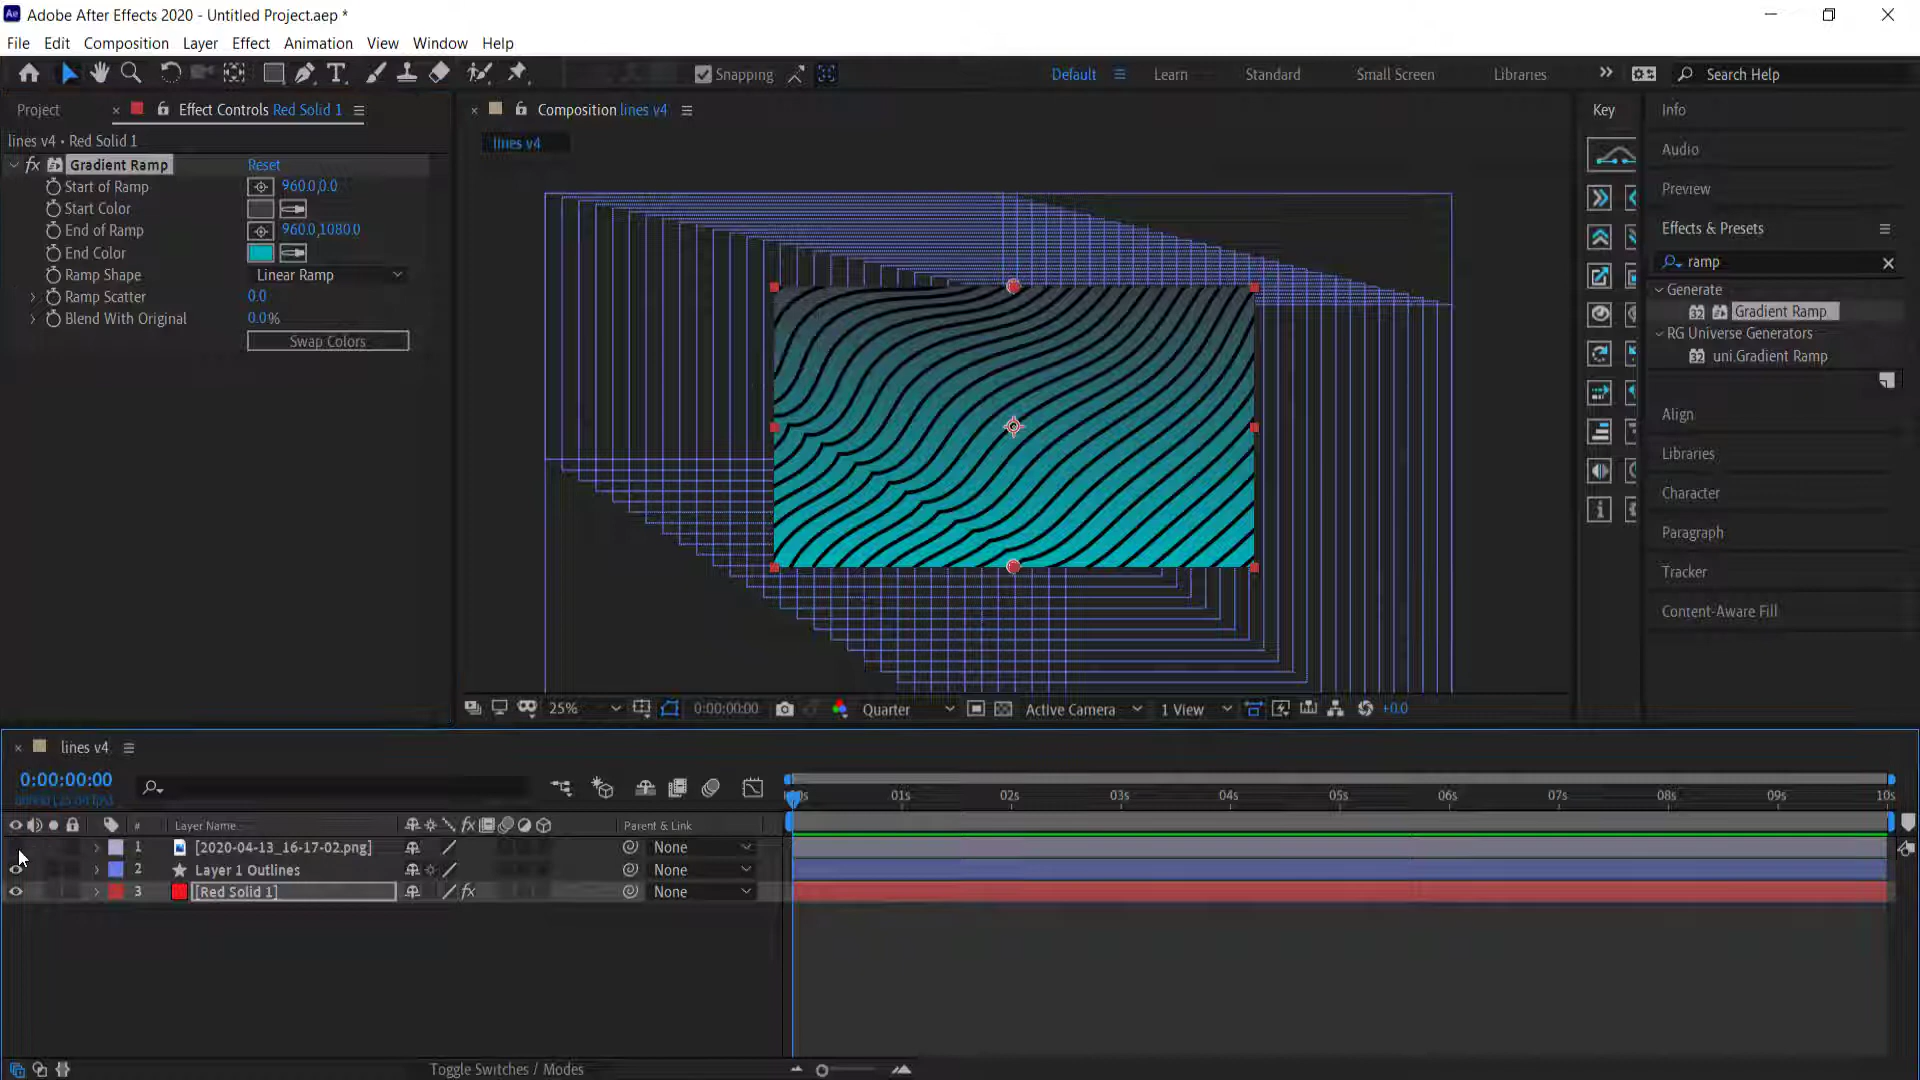 Adobe After Effects 2020 - Untitled Project.aep *
File Edit Composition Layer Effect Animation View Window Help
Snapping
Default Learn Standard Small Screen Libraries Search Help
Project Effect Controls Red Solid 1
Composition lines v4
Key
Info
lines v4 • Red Solid 1
lines v4
Audio
fx Gradient Ramp Reset
Start of Ramp 960.0,0.0
Preview
Start Color
End of Ramp 960.0,1080.0
Effects & Presets
End Color
Ramp Shape Linear Ramp
ramp
Ramp Scatter 0.0
Generate
Blend With Original 0.0%
32 Gradient Ramp
Swap Colors
RG Universe Generators
32 uni.Gradient Ramp
Align
Libraries
Character
Paragraph
Tracker
Content-Aware Fill
25% 0:00:00:00 Quarter Active Camera 1 View +0.0
lines v4
0:00:00:00
01s 02s 03s 04s 05s 06s 07s 08s 09s 10s
# Layer Name fx Parent & Link
1 [2020-04-13_16-17-02.png] None
2 Layer 1 Outlines None
3 [Red Solid 1] fx None
Toggle Switches / Modes